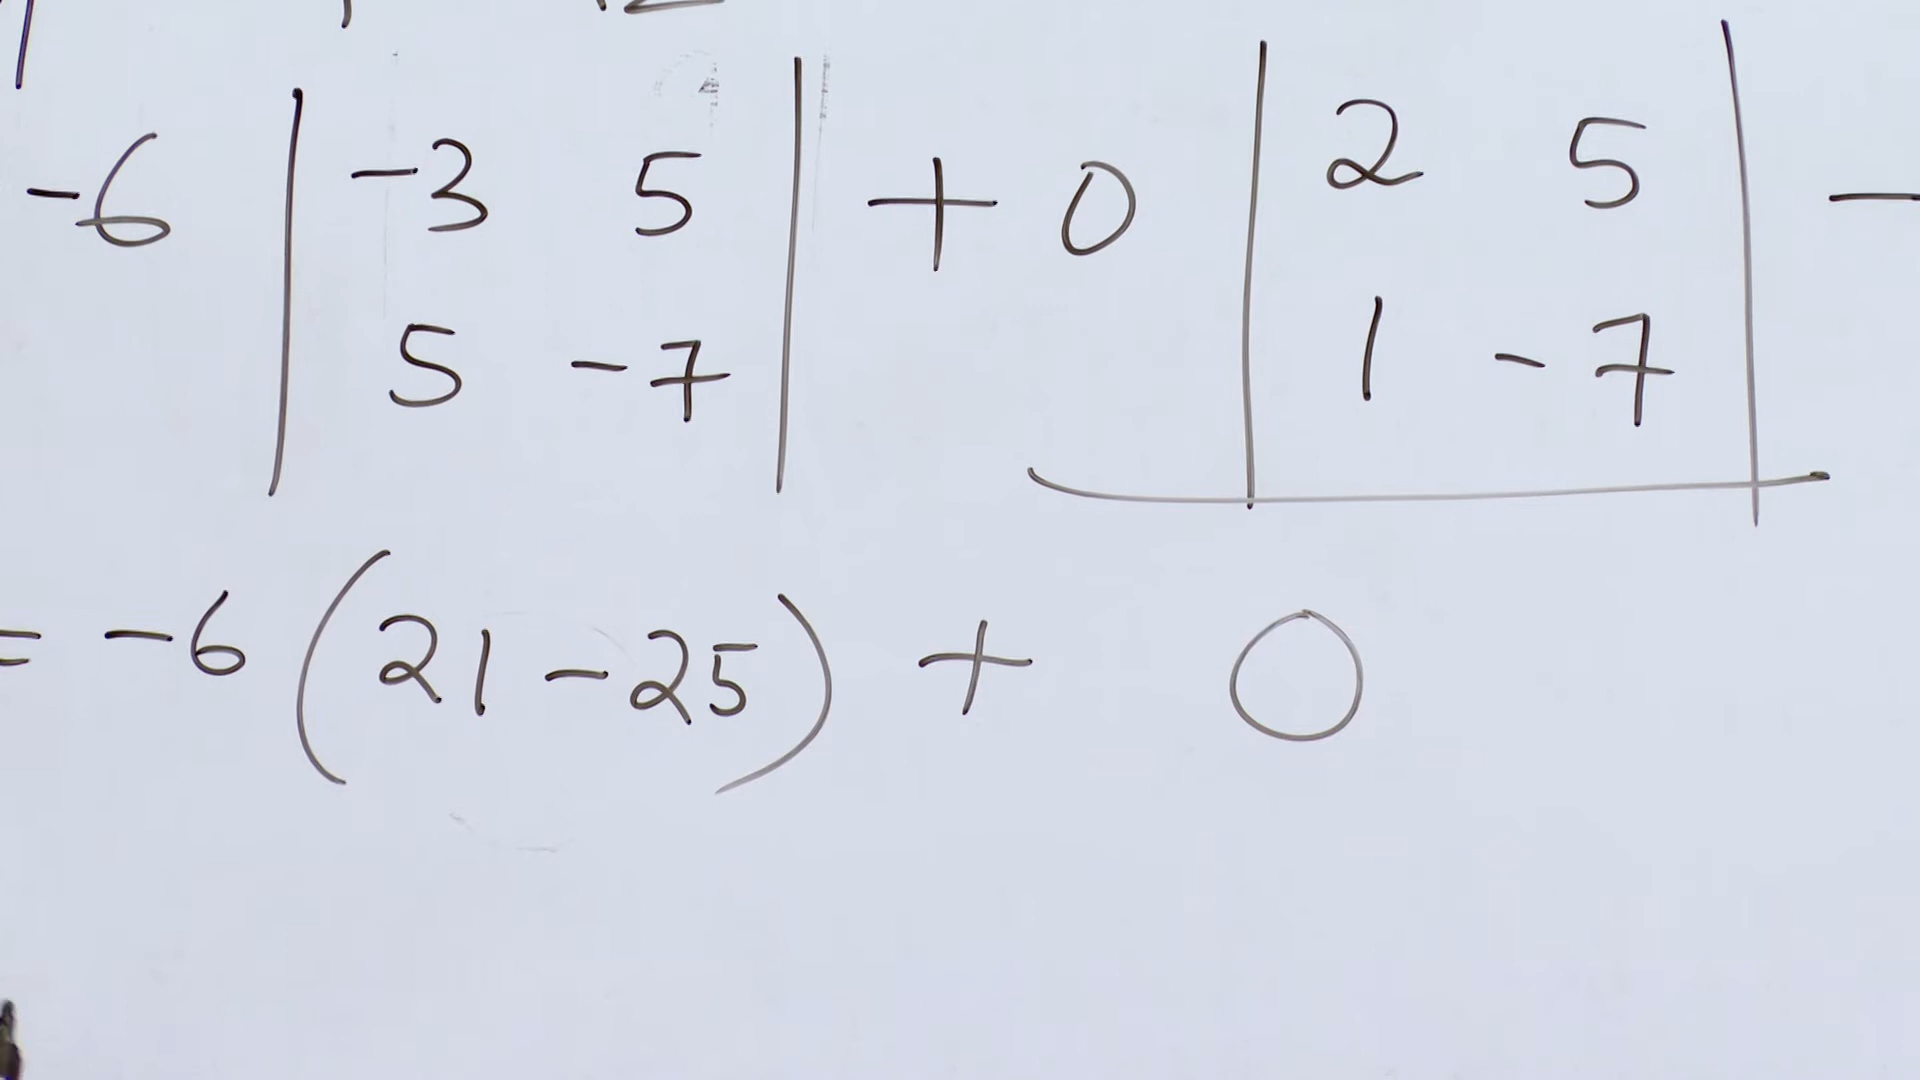 -6 | -3 5 | + 0 | 2 5 | -
| 5 -7 | | 1 -7 |
= -6 (21 - 25) + 0